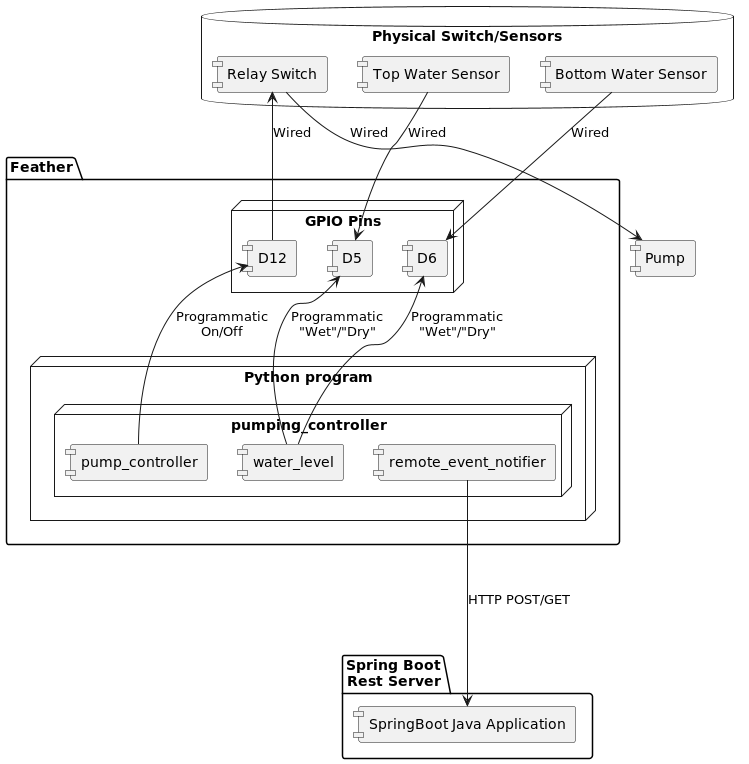 Physical Switch/Sensors
Relay Switch
Top Water Sensor
Bottom Water Sensor
Wired
Wired
Wired
Wired
Feather
GPIO Pins
D12
D5
D6
Pump
Programmatic
On/Off
Programmatic
"Wet"/"Dry"
Programmatic
"Wet"/"Dry"
Python program
pumping_controller
pump_controller
water_level
remote_event_notifier
HTTP POST/GET
Spring Boot
Rest Server
SpringBoot Java Application